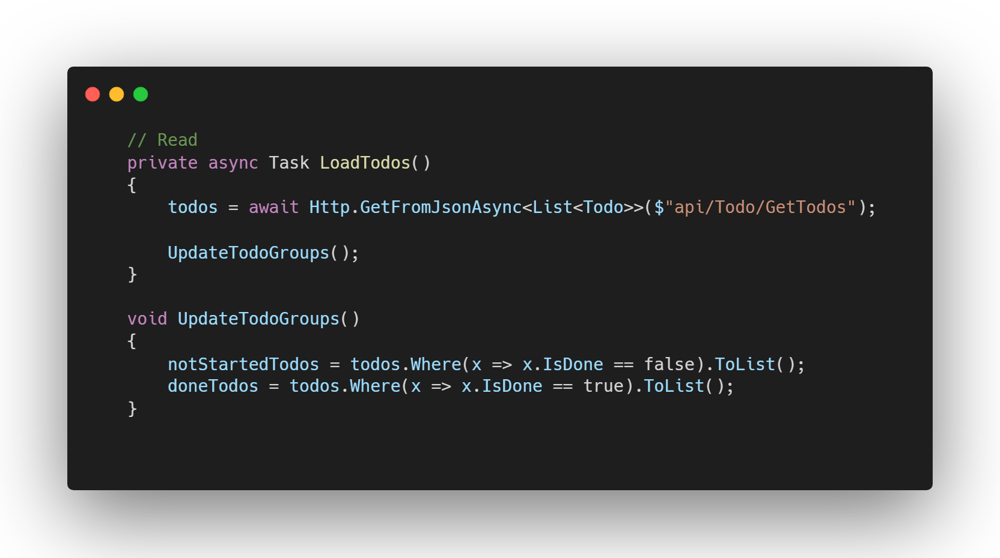 // Read
private async Task LoadTodos()
{
    todos = await Http.GetFromJsonAsync<List<Todo>>($"api/Todo/GetTodos");

    UpdateTodoGroups();
}

void UpdateTodoGroups()
{
    notStartedTodos = todos.Where(x => x.IsDone == false).ToList();
    doneTodos = todos.Where(x => x.IsDone == true).ToList();
}